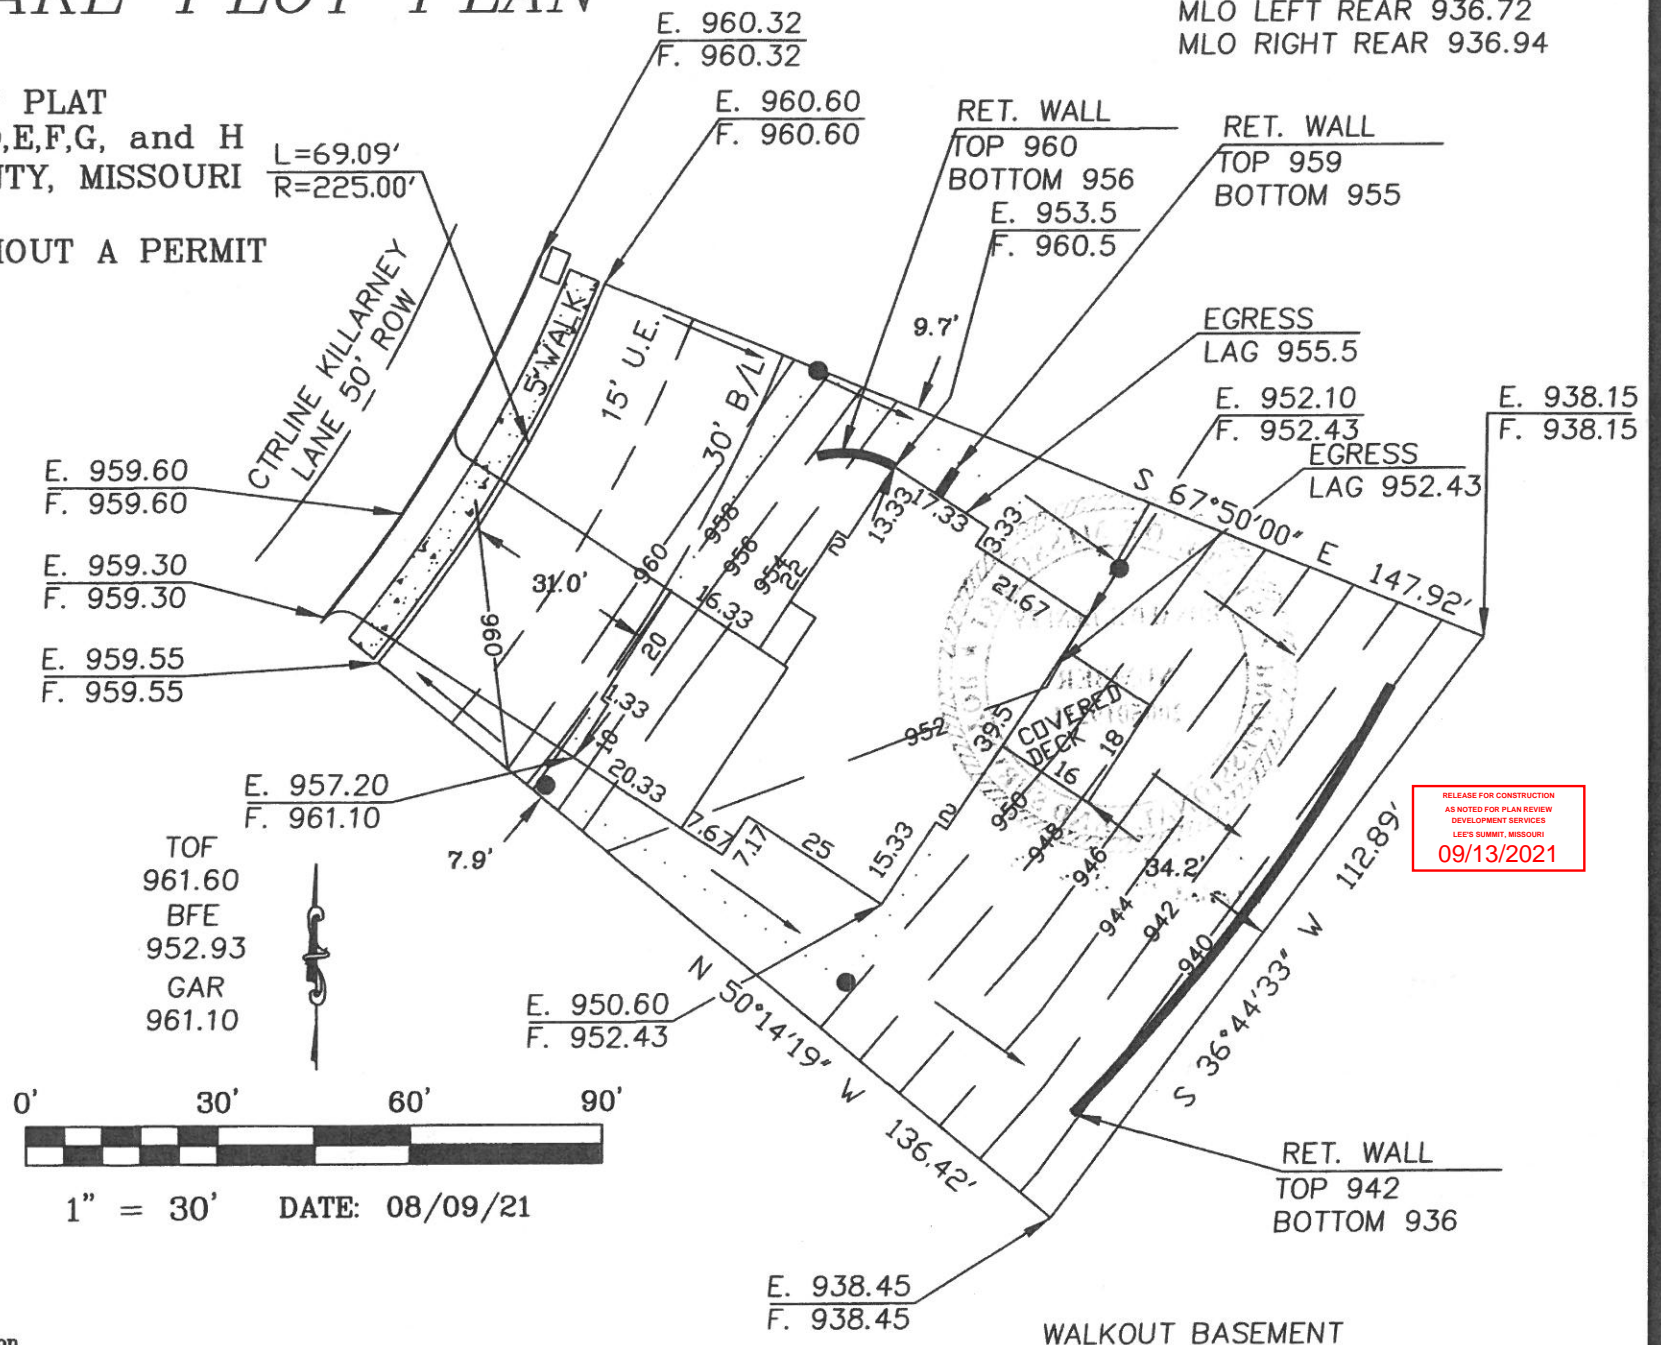 PLOT PLAN
MLO LEFT REAR 936.72
MLO RIGHT REAR 936.94
PLAT
E,F,G, and H
MISSOURI
A PERMIT
L=69.09'
R=225.00'
E. 960.32
F. 960.32
E. 960.60
F. 960.60
RET. WALL
TOP 960
BOTTOM 956
RET. WALL
TOP 959
BOTTOM 955
E. 953.5
F. 960.5
9.7'
EGRESS
LAG 955.5
E. 952.10
F. 952.43
EGRESS
LAG 952.43
E. 938.15
F. 938.15
CTRLINE KILLARNEY
LANE 50' ROW
5' WALK
15' U.E.
30' B/L
S 67°50'00" E 147.92'
E. 959.60
F. 959.60
E. 959.30
F. 959.30
E. 959.55
F. 959.55
31.0'
960
960
958
956
954
22
2
13.33
17.33
3.33
21.67
16.33
20
1.33
18
20.33
7.67
7.17
25
15.33
2
39.5
952
COVERED
DECK
16
18
950
948
946
944
942
940
34.2'
E. 957.20
F. 961.10
7.9'
TOF
961.60
BFE
952.93
GAR
961.10
E. 950.60
F. 952.43
N 50°14'19" W 136.42'
S 36°44'33" W 112.89'
RELEASE FOR CONSTRUCTION
AS NOTED FOR PLAN REVIEW
DEVELOPMENT SERVICES
LEE'S SUMMIT, MISSOURI
09/13/2021
0' 30' 60' 90'
1" = 30' DATE: 08/09/21
RET. WALL
TOP 942
BOTTOM 936
E. 938.45
F. 938.45
WALKOUT BASEMENT